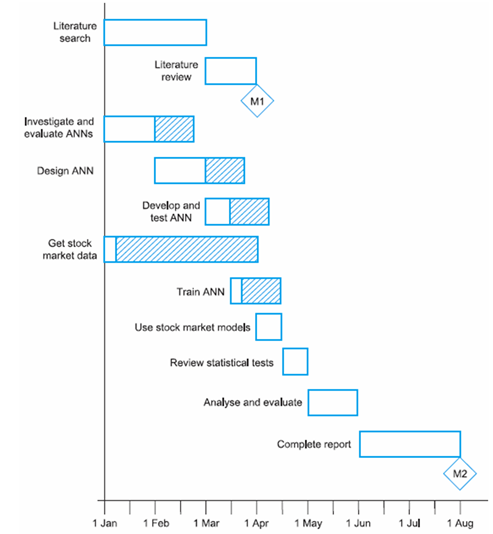 Literature
search
Literature
review
M1
Investigate and
evaluate ANNs
Design ANN
Develop and
test ANN
Get stock
market data
Train ANN
Use stock market models
Review statistical tests
Analyse and evaluate
Complete report
M2
1 Jan 1 Feb 1 Mar 1 Apr 1 May 1 Jun 1 Jul 1 Aug